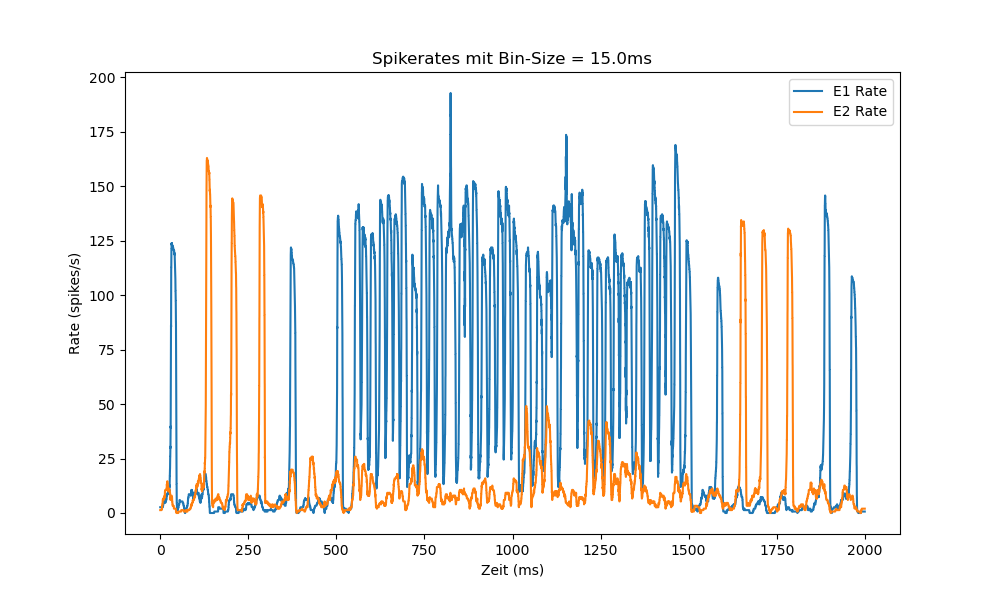 Spikerates mit Bin-Size = 15.0ms
E1 Rate
E2 Rate
Rate (spikes/s)
200
175
150
125
100
75
50
25
0
0 250 500 750 1000 1250 1500 1750 2000
Zeit (ms)